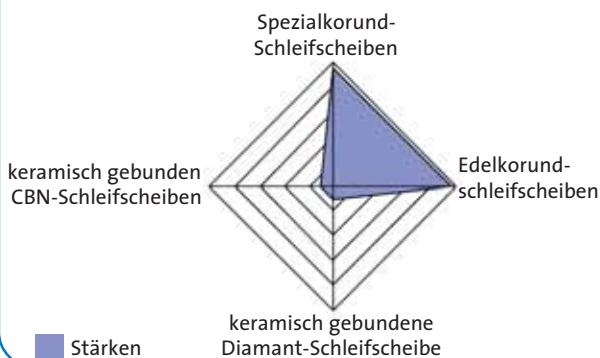 Spezialkorund-
Schleifscheiben
keramisch gebunden
CBN-Schleifscheiben
Edelkorund-
schleifscheiben
keramisch gebundene
Diamant-Schleifscheibe
Stärken